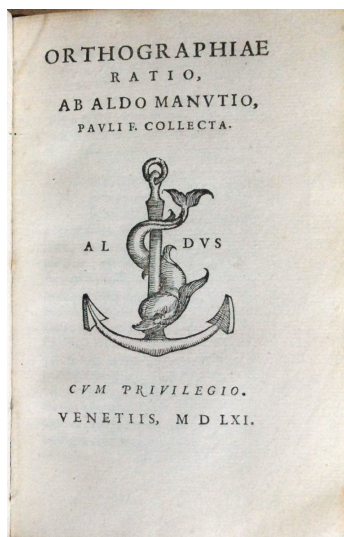 ORTHOGRAPHIAE
RATIO,
AB ALDO MANVTIO,
PAVLI F. COLLECTA.
AL DVS
CVM PRIVILEGIO.
VENETIIS, M D LXI.